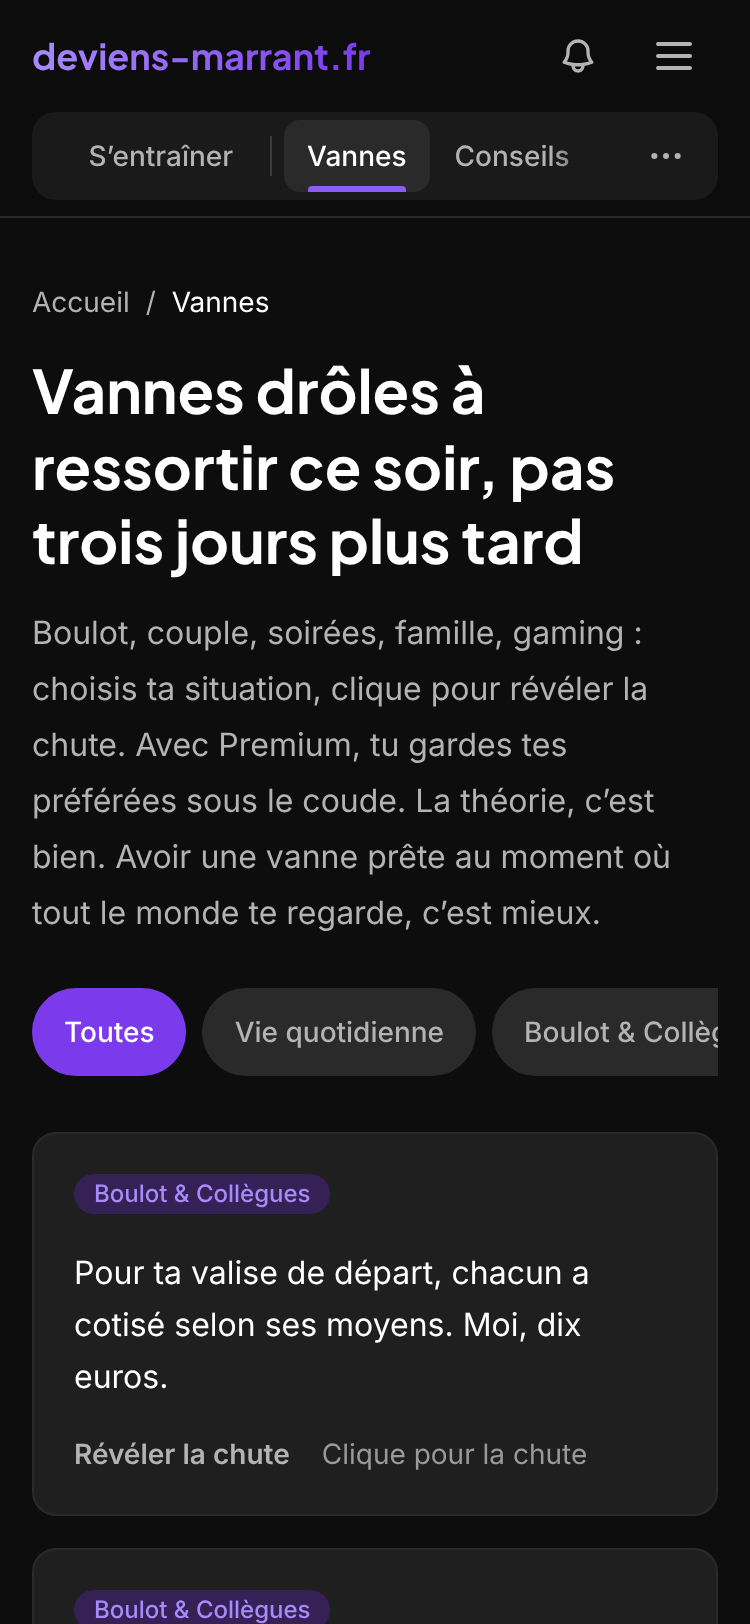 deviens-marrant.fr
S’entraîner
Vannes
Conseils
Accueil / Vannes
Vannes drôles à
ressortir ce soir, pas
trois jours plus tard
Boulot, couple, soirées, famille, gaming :
choisis ta situation, clique pour révéler la
chute. Avec Premium, tu gardes tes
préférées sous le coude. La théorie, c’est
bien. Avoir une vanne prête au moment où
tout le monde te regarde, c’est mieux.
Toutes
Vie quotidienne
Boulot & Collèg
Boulot & Collègues
Pour ta valise de départ, chacun a
cotisé selon ses moyens. Moi, dix
euros.
Révéler la chute Clique pour la chute
Boulot & Collègues